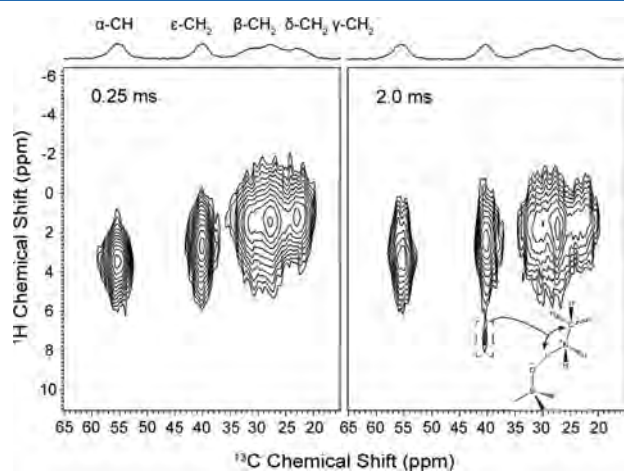 α-CH ε-CH₂ β-CH₂ δ-CH₂ γ-CH₂
0.25 ms
2.0 ms
-6
-4
-2
0
2
4
6
8
10
¹H Chemical Shift (ppm)
65 60 55 50 45 40 35 30 25 20
65 60 55 50 45 40 35 30 25 20
¹³C Chemical Shift (ppm)